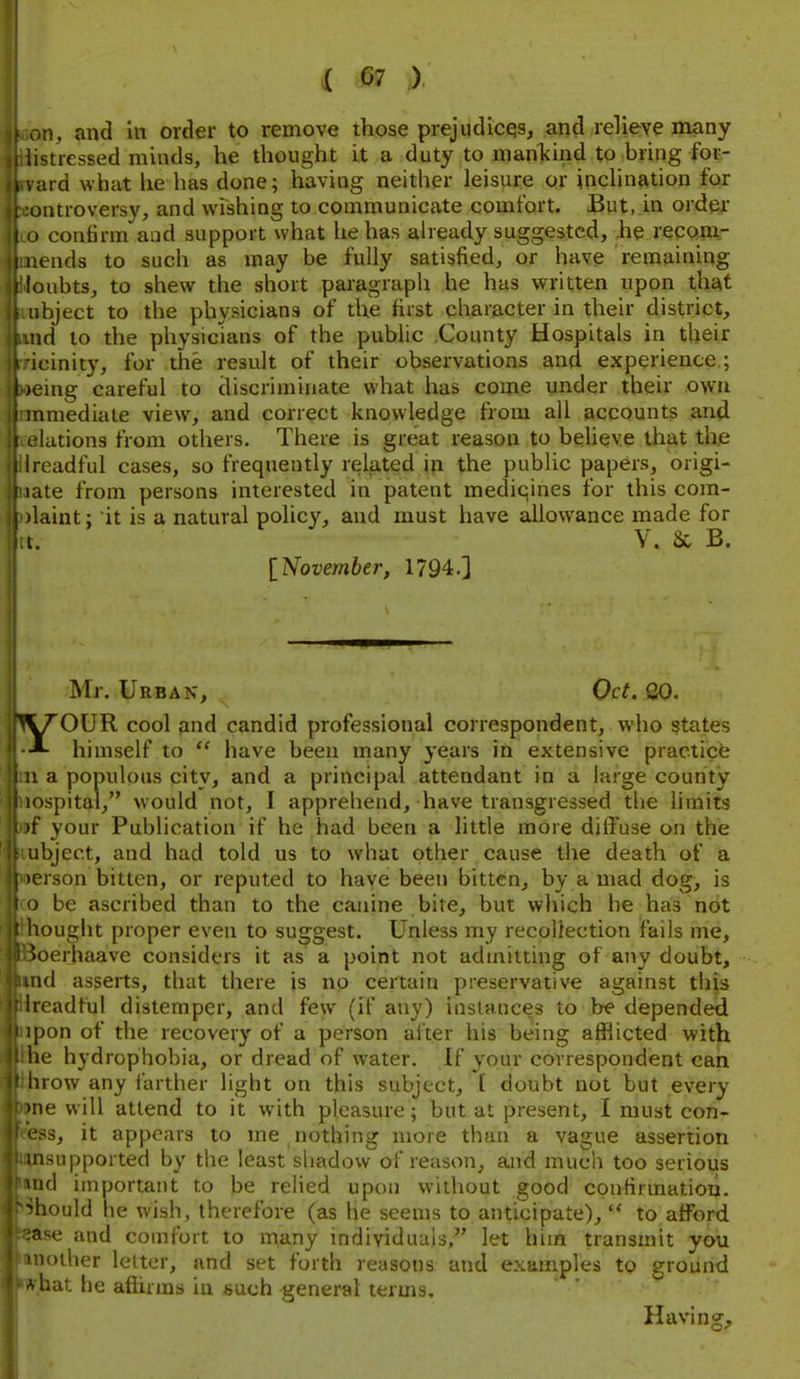 ( 67 )
on, and in order to remove those prejudices, and relieve many
distressed minds, he thought it a duty to mankind to bring for-
ward what he has done; having neither leisure or inclination for
controversy, and wishing to communicate comfort. But, in order
to confirm and support what he has already suggested, he recom-
mends to such as may be fully satisfied, or have remaining
doubts, to shew the short paragraph he has written upon that
subject to the physicians of the first character in their district,
and to the physicians of the public County Hospitals in their
vicinity, for the result of their observations and experience;
being careful to discriminate what has come under their own
immediate view, and correct knowledge from all accounts and
relations from others. There is great reason to believe that the
dreadful cases, so frequently related in the public papers, origi-
nate from persons interested in patent medicines for this com-
plaint; it is a natural policy, and must have allowance made for
it. V. & B.
[November, 1794.]
Mr. Urban, Oct. 20.
YOUR cool and candid professional correspondent, who states
himself to “ have been many years in extensive practice
in a populous city, and a principal attendant in a large county
hospital,” would not, I apprehend, have transgressed the limits
of your Publication if he had been a little more diffuse on the
subject, and had told us to what other cause the death of a
person bitten, or reputed to have been bitten, by a mad dog, is
to be ascribed than to the canine bite, but which he has not
thought proper even to suggest. Unless my recollection fails me,
Boerhaave considers it as a point not admitting of any doubt,
and asserts, that there is no certain preservative against this
dreadful distemper, and few (if any) instances to be depended
upon of the recovery of a person after his being afflicted with
the hydrophobia, or dread of water. If your correspondent can
throw any farther light on this subject, I doubt not but every
one will attend to it with pleasure; but at present, I must con-
fess, it appears to me nothing more than a vague assertion
unsupported by the least shadow of reason, and much too serious
and important to be relied upon without good confirmation.
Should he wish, therefore (as he seems to anticipate), “ to afford
ease and comfort to many individuals,” let him transmit you
another letter, and set forth reasons and examples to ground
what he affirms in such general terms.
Having,